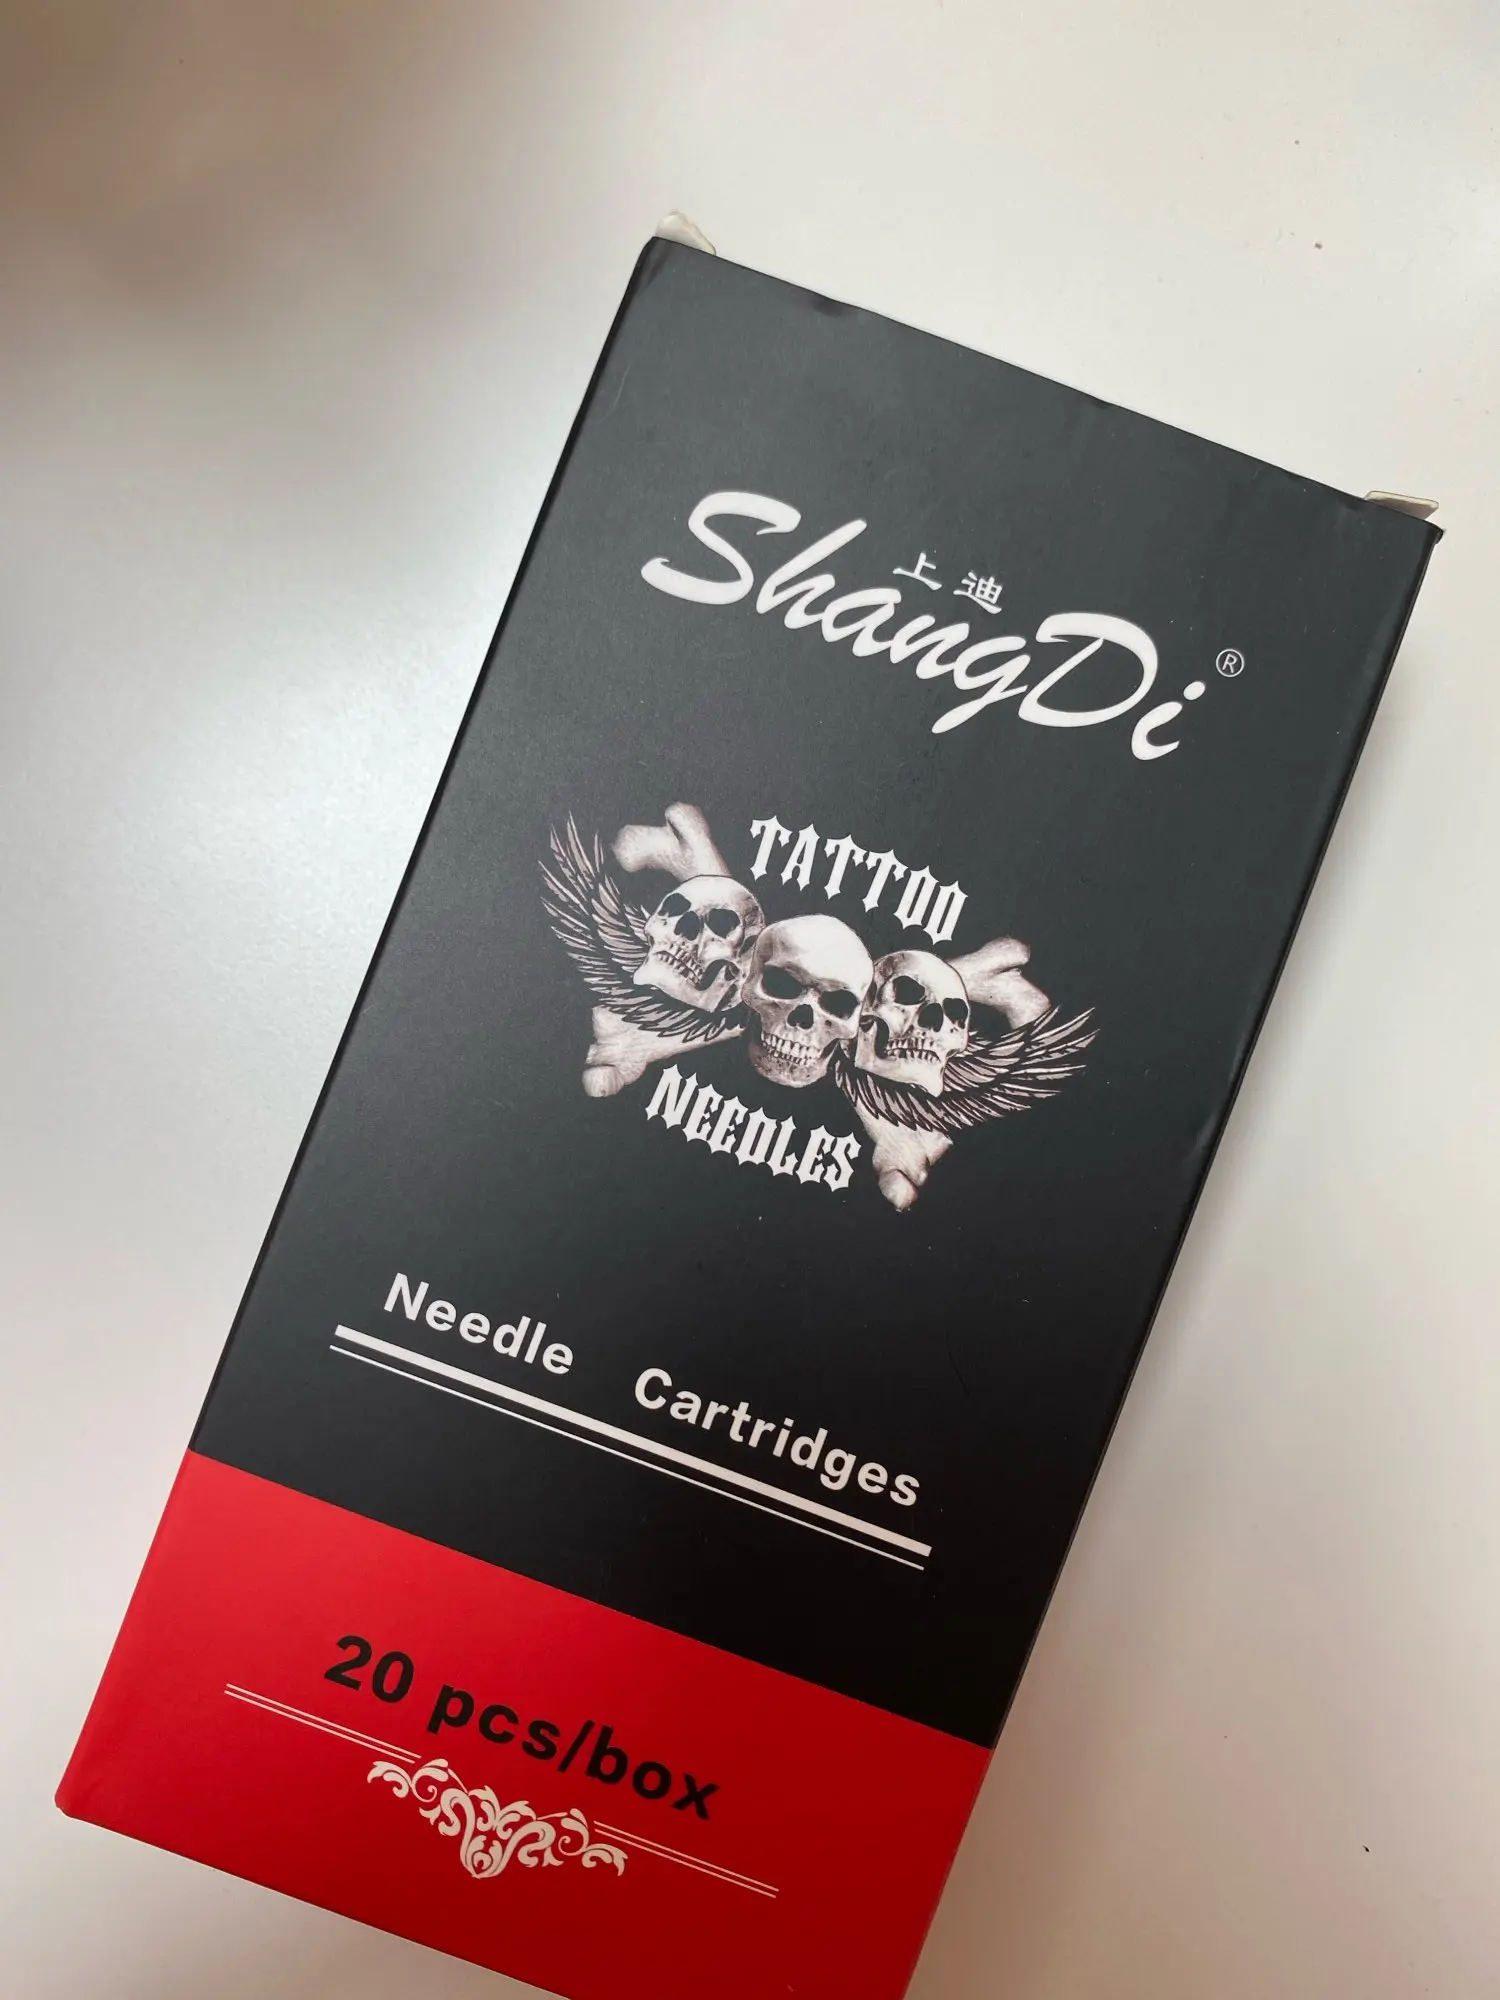 上迪
ShangDi®
TATTOO
NEEDLES
Needle Cartridges
20 pcs/box